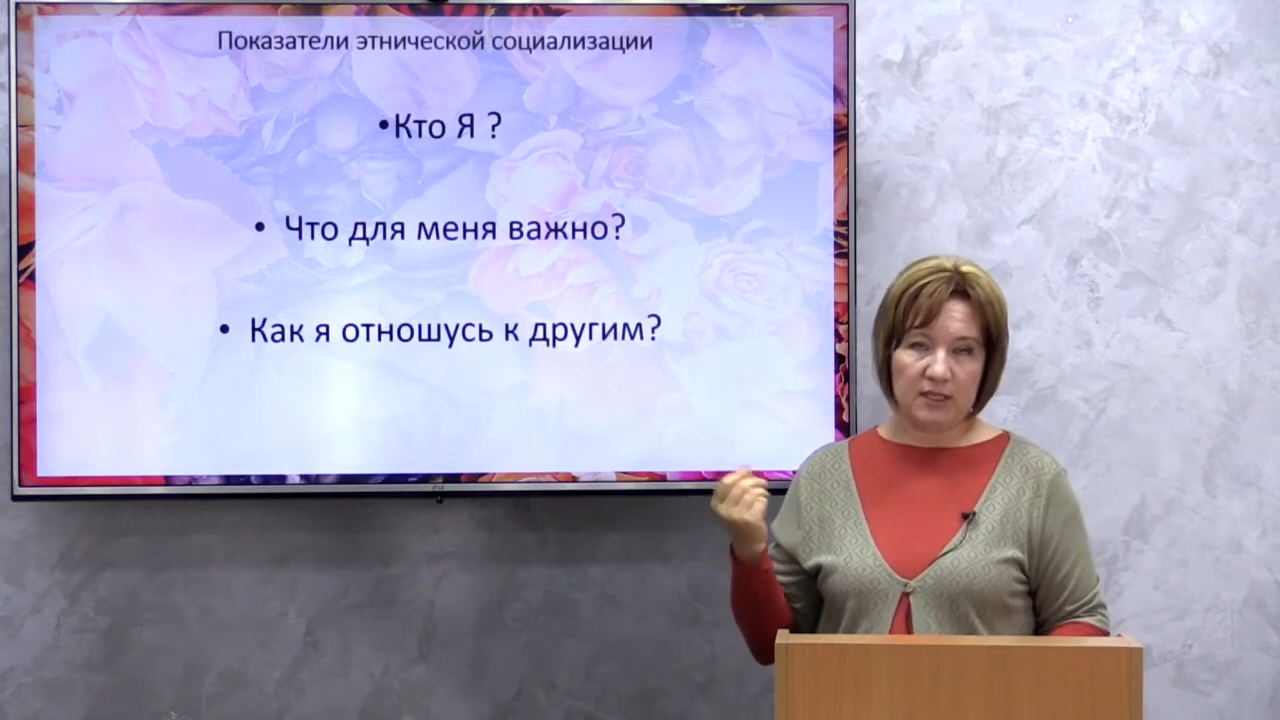 Показатели этнической социализации
•Кто Я ?
• Что для меня важно?
• Как я отношусь к другим?